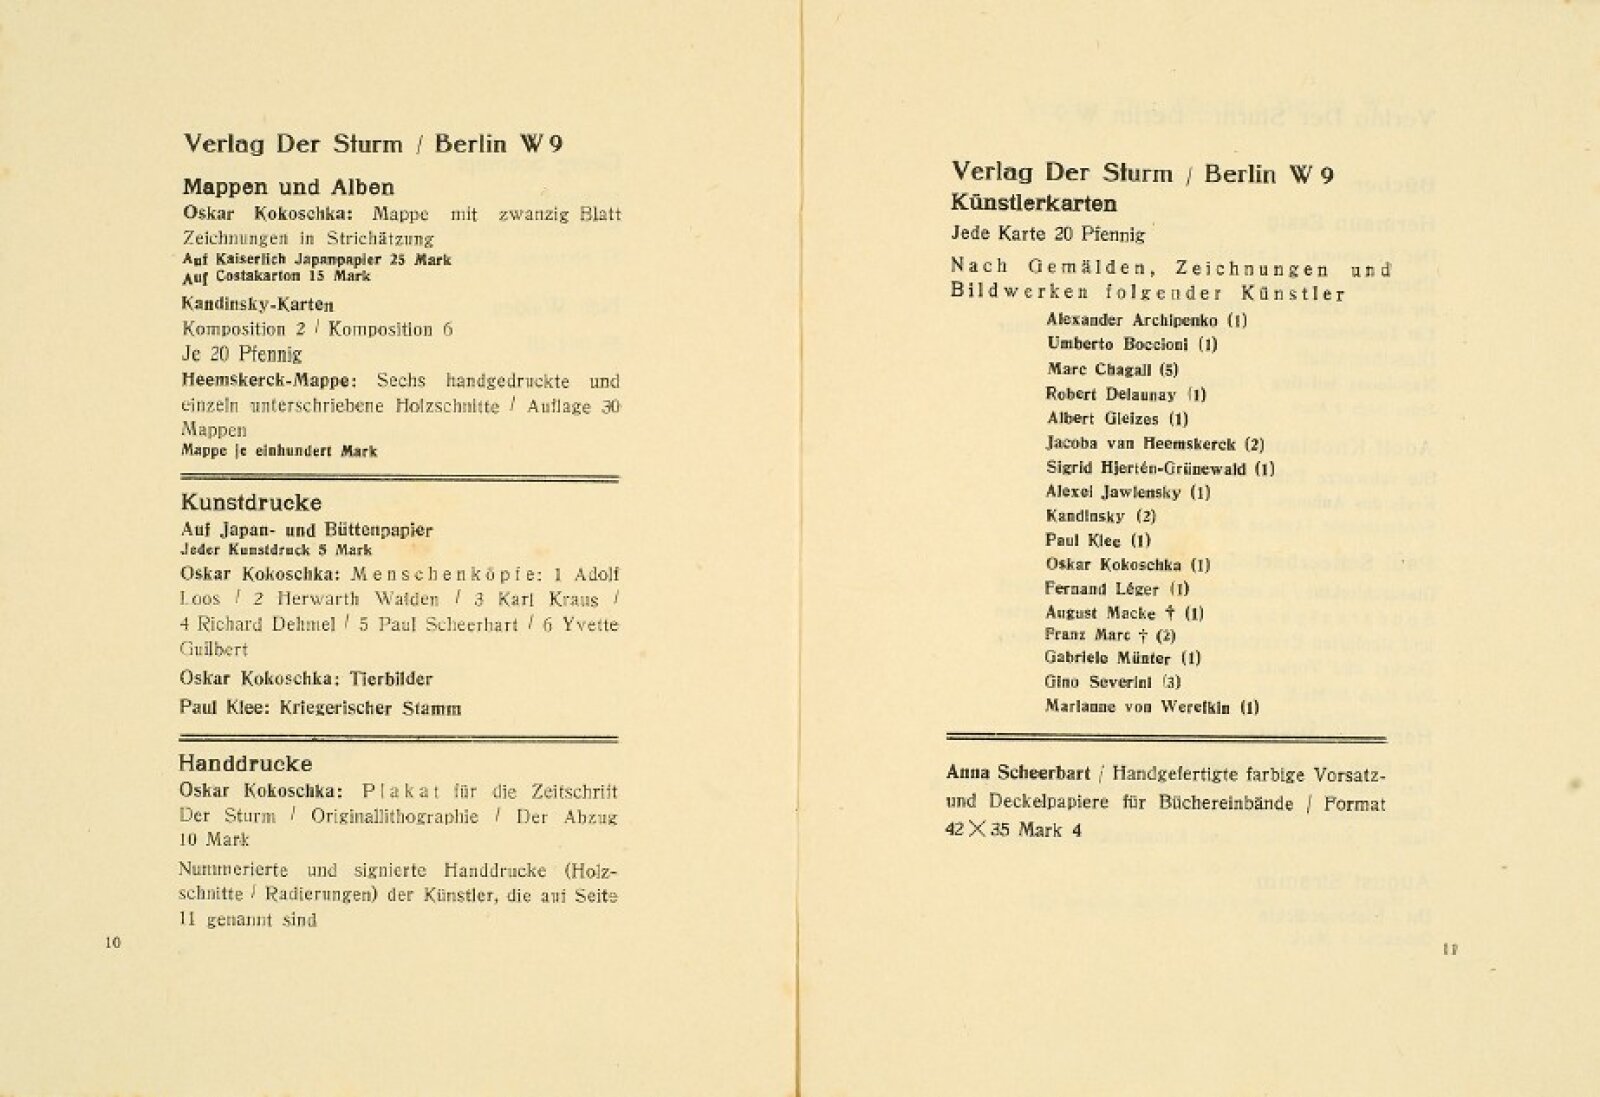 Verlag Der Sturm / Berlin W 9
Mappen und Alben
Oskar Kokoschka: Mappe mit zwanzig Blatt
Zeichnungen in Strichätzung
Auf Kaiserlich Japanpapier 25 Mark
Auf Costakarton 15 Mark
Kandinsky-Karten
Komposition 2 / Komposition 6
Je 20 Pfennig
Heemskerck-Mappe: Sechs handgedruckte und
einzeln unterschriebene Holzschnitte / Auflage 30
Mappen
Mappe je einhundert Mark
Kunstdrucke
Auf Japan- und Büttenpapier
Jeder Kunstdruck 5 Mark
Oskar Kokoschka: Menschenköpfe: 1 Adolf
Loos / 2 Herwarth Walden / 3 Karl Kraus /
4 Richard Dehmel / 5 Paul Scheerbart / 6 Yvette
Guilbert
Oskar Kokoschka: Tierbilder
Paul Klee: Kriegerischer Stamm
Handdrucke
Oskar Kokoschka: Plakat für die Zeitschrift
Der Sturm / Originallithographie / Der Abzug
10 Mark
Nummerierte und signierte Handdrucke (Holz-
schnitte / Radierungen) der Künstler, die auf Seite
11 genannt sind
10
Verlag Der Sturm / Berlin W 9
Künstlerkarten
Jede Karte 20 Pfennig
Nach Gemälden, Zeichnungen und
Bildwerken folgender Künstler
Alexander Archipenko (1)
Umberto Boccioni (1)
Marc Chagall (5)
Robert Delaunay (1)
Albert Gleizes (1)
Jacoba van Heemskerck (2)
Sigrid Hjertén-Grünewald (1)
Alexei Jawlensky (1)
Kandinsky (2)
Paul Klee (1)
Oskar Kokoschka (1)
Fernand Léger (1)
August Macke † (1)
Franz Marc † (2)
Gabriele Münter (1)
Gino Severini (3)
Marianne von Werefkin (1)
Anna Scheerbart / Handgefertigte farbige Vorsatz-
und Deckelpapiere für Büchereinbände / Format
42×35 Mark 4
11